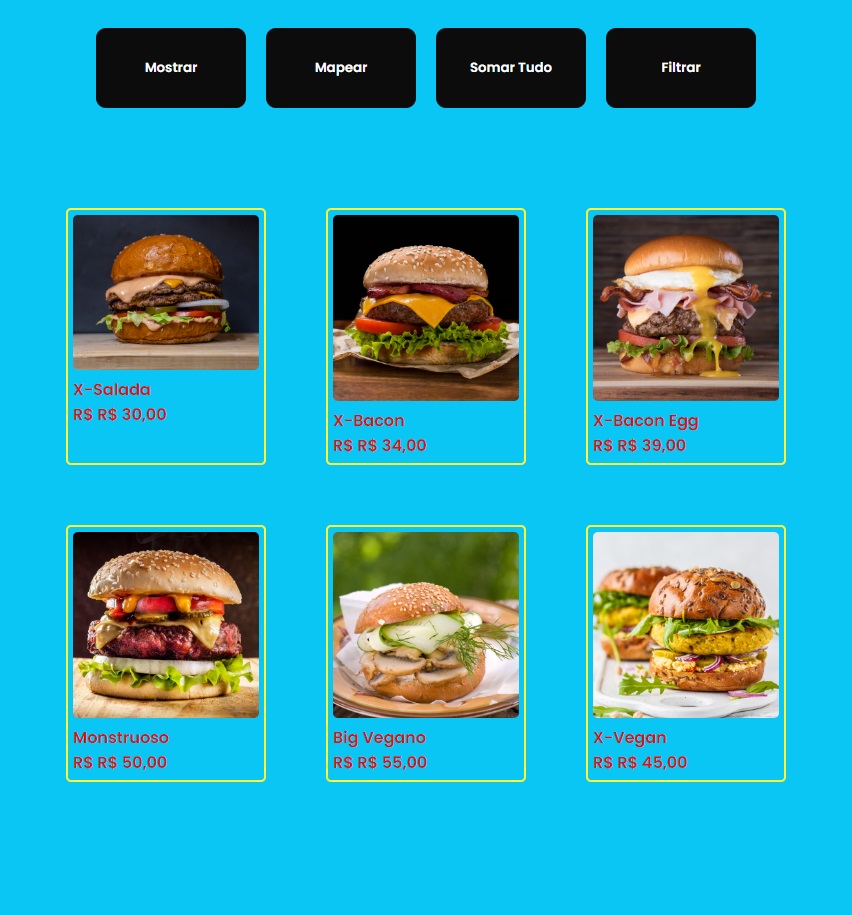 Mostrar
Mapear
Somar Tudo
Filtrar
X-Salada
R$ R$ 30,00
X-Bacon
R$ R$ 34,00
X-Bacon Egg
R$ R$ 39,00
Monstruoso
R$ R$ 50,00
Big Vegano
R$ R$ 55,00
X-Vegan
R$ R$ 45,00